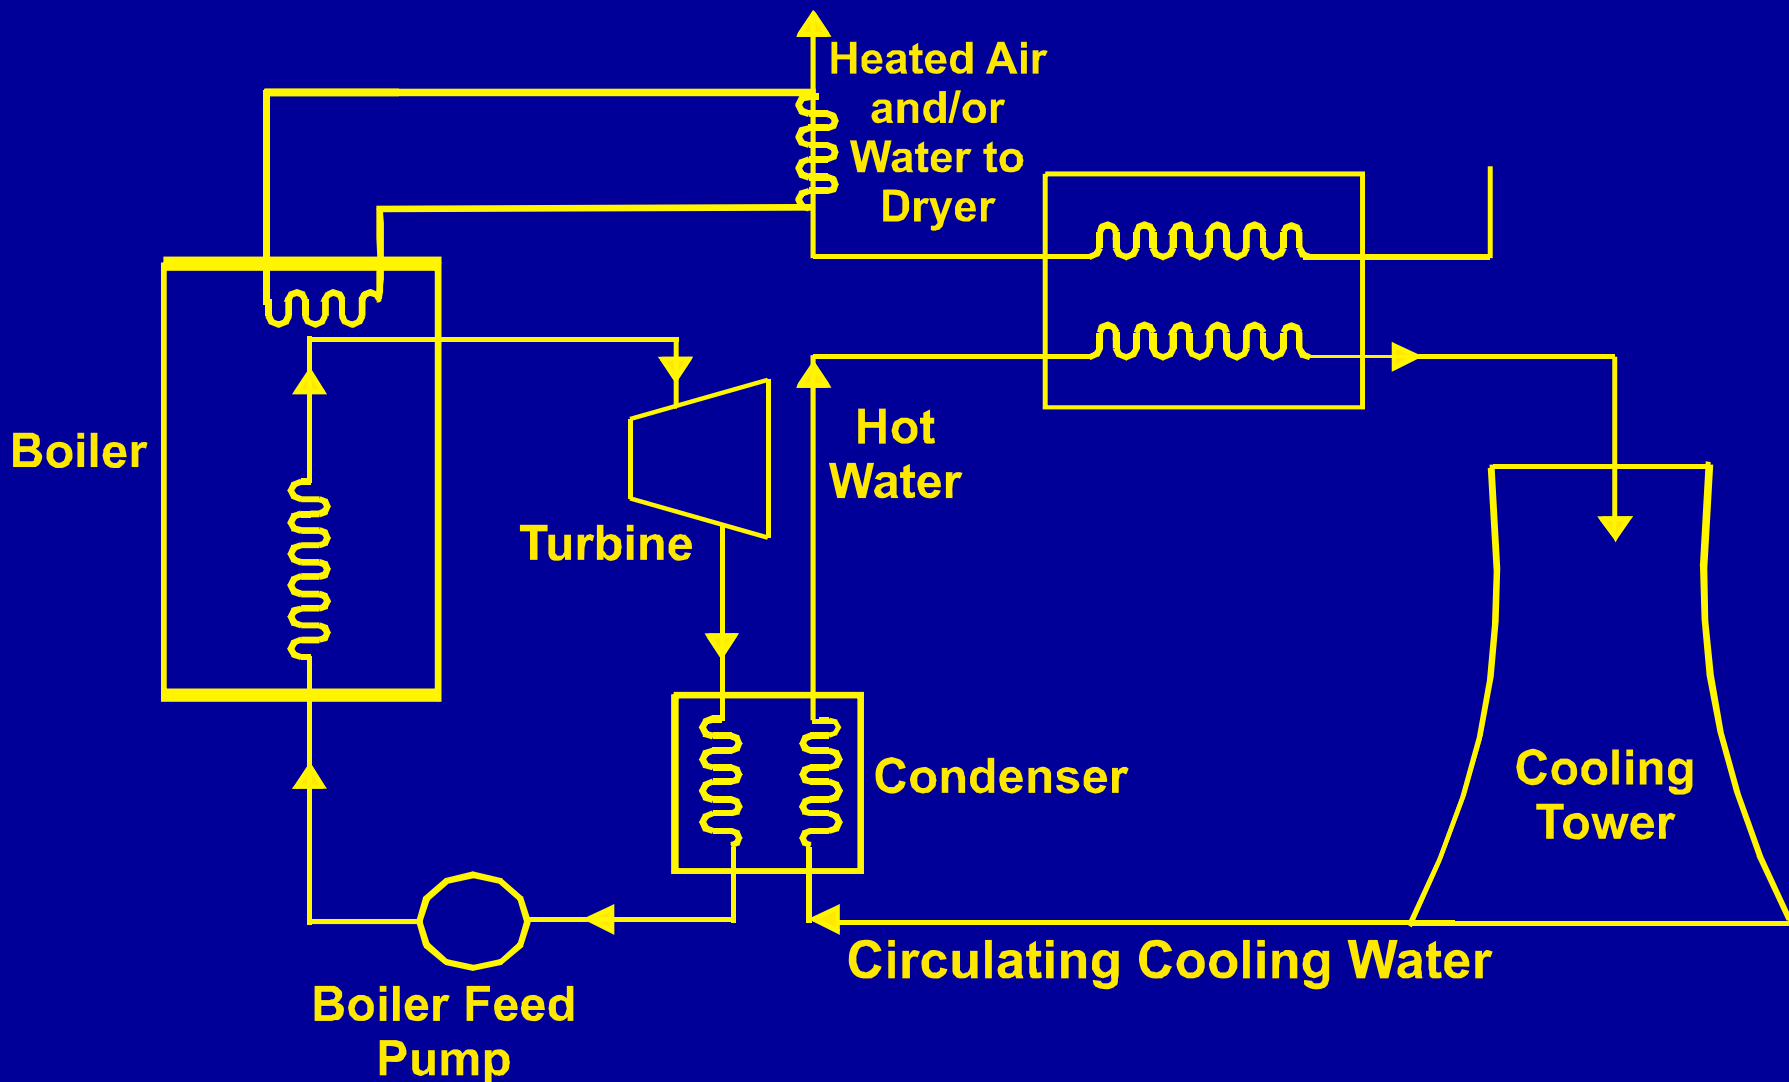 Heated Air
and/or
Water to
Dryer
Boiler
Hot
Water
Turbine
Condenser
Cooling
Tower
Circulating Cooling Water
Boiler Feed
Pump